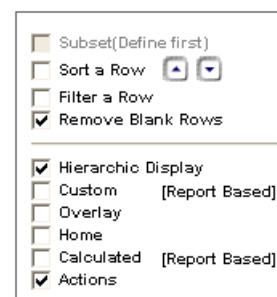 Subset(Define first)
Sort a Row
Filter a Row
Remove Blank Rows
Hierarchic Display
Custom [Report Based]
Overlay
Home
Calculated [Report Based]
Actions